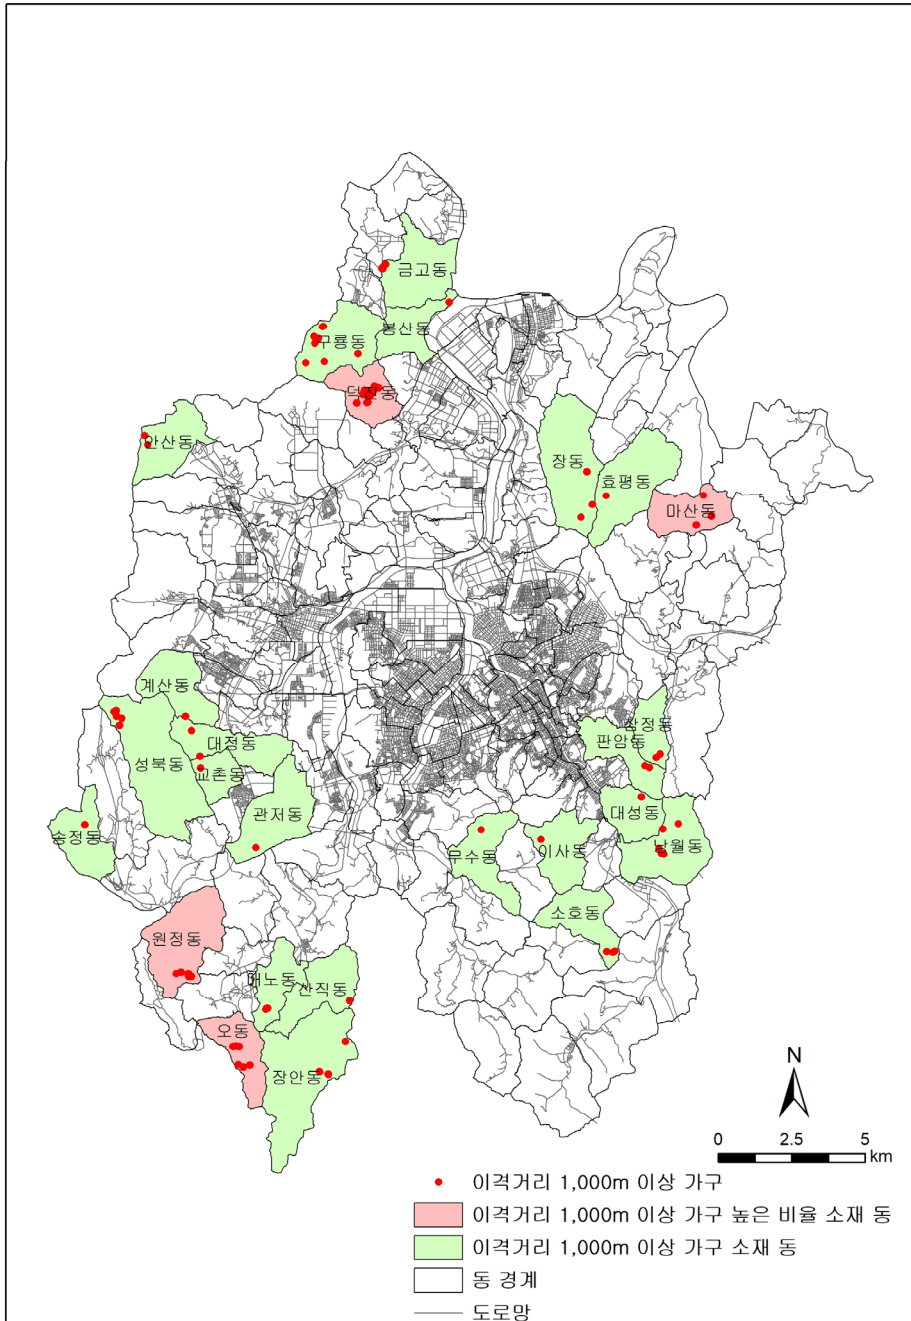 금고동
봉산동
구룡동
덕진동
안산동
장동
효평동
마산동
계산동
대정동
성북동
교촌동
관저동
송정동
삼정동
판암동
대성동
낭월동
무수동
이사동
소호동
원정동
매노동
산직동
오동
장안동
N
0 2.5 5
km
이격거리 1,000m 이상 가구
이격거리 1,000m 이상 가구 높은 비율 소재 동
이격거리 1,000m 이상 가구 소재 동
동 경계
도로망